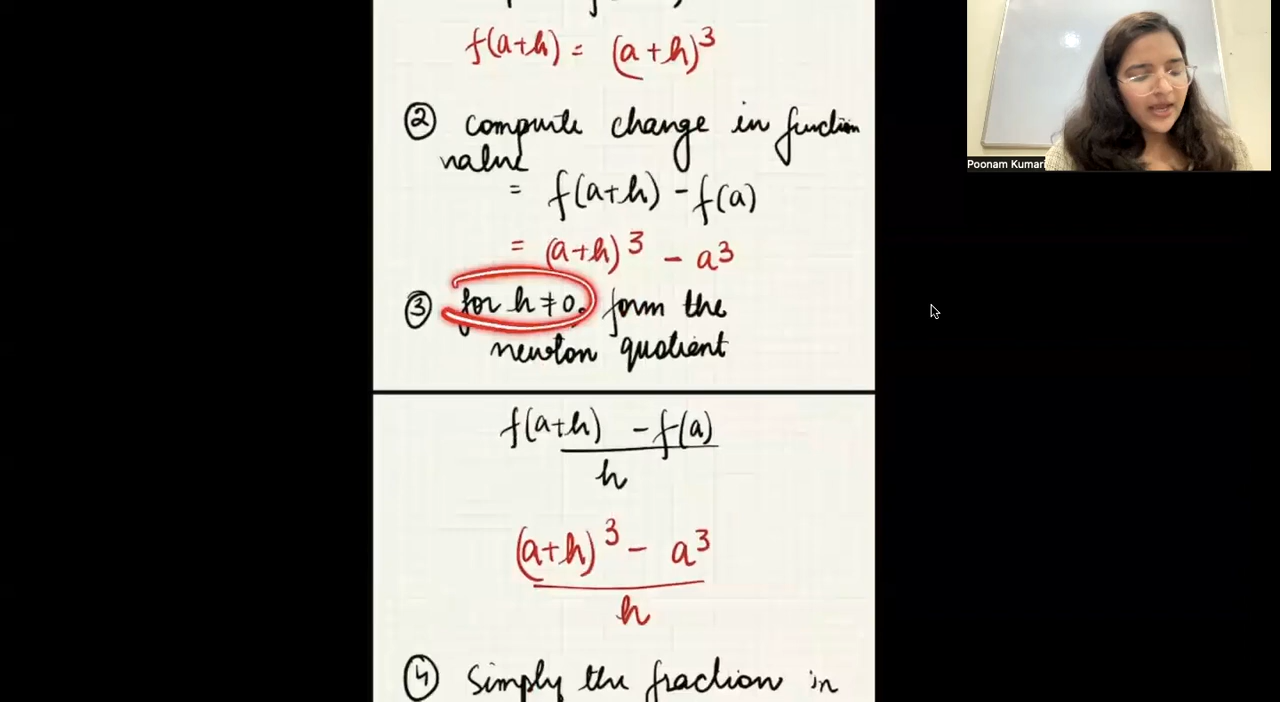 f(a+h) = (a+h)³
② compute change in function
value
= f(a+h) - f(a)
= (a+h)³ - a³
③ for h ≠ 0, form the
newton quotient
f(a+h) - f(a)
h
(a+h)³ - a³
h
④ Simply the fraction in
Poonam Kumari